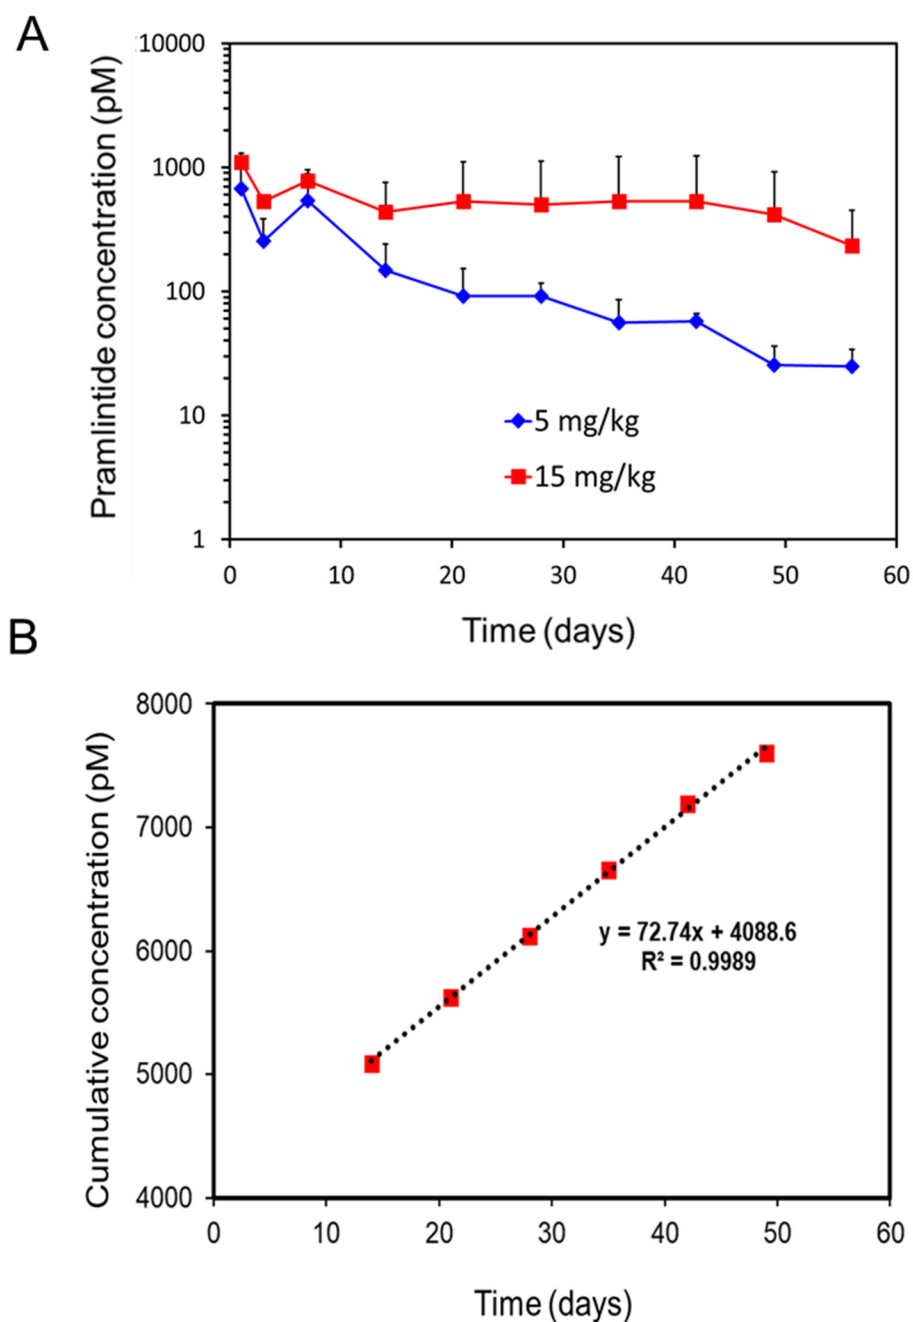 A
10000
1000
100
10
1
Pramlintide concentration (pM)
5 mg/kg
15 mg/kg
0 10 20 30 40 50 60
Time (days)
B
8000
7000
6000
5000
4000
Cumulative concentration (pM)
y = 72.74x + 4088.6
R² = 0.9989
0 10 20 30 40 50 60
Time (days)